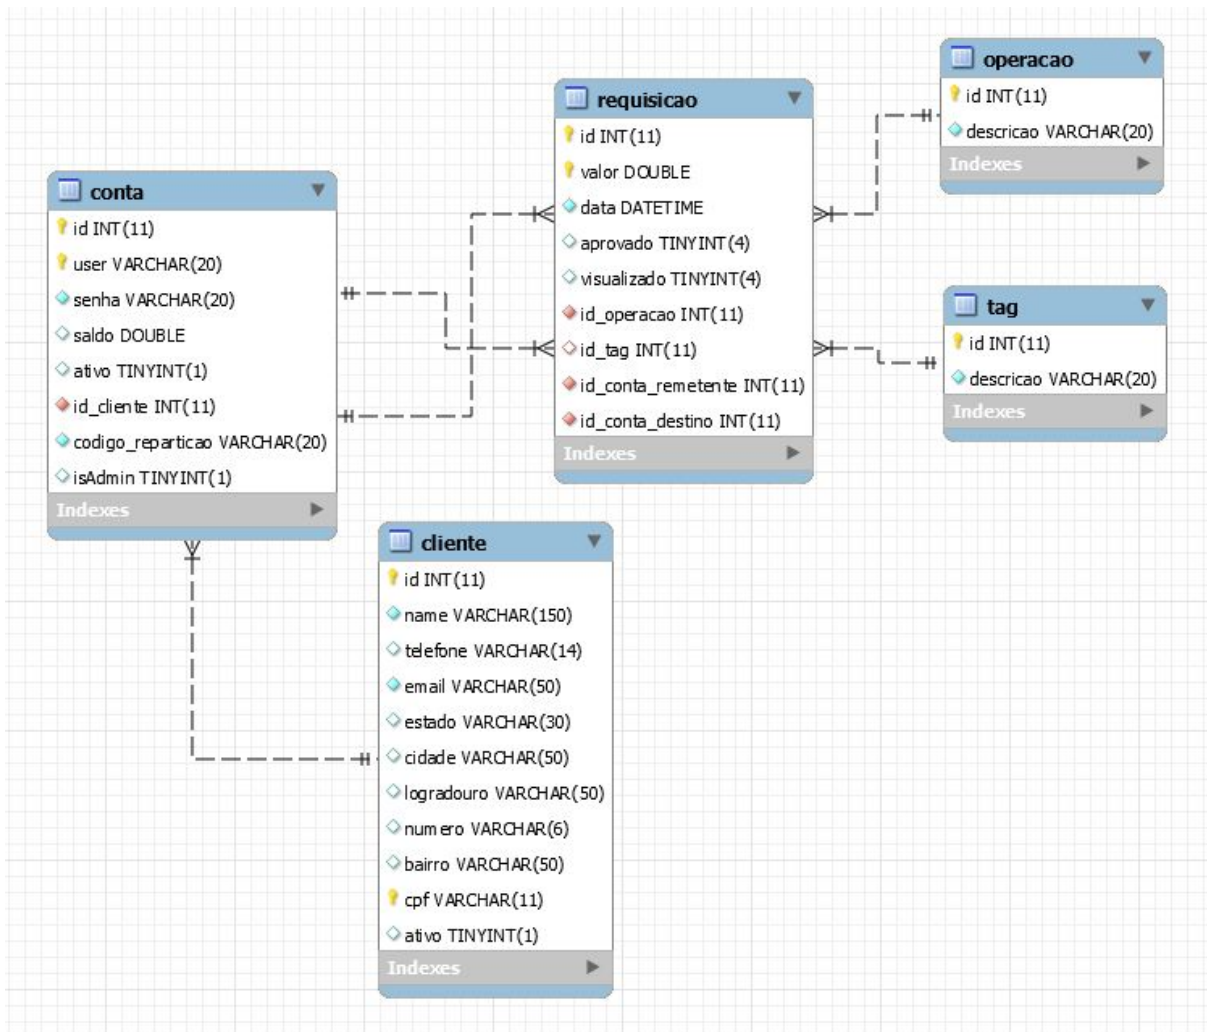 conta
id INT(11)
user VARCHAR(20)
senha VARCHAR(20)
saldo DOUBLE
ativo TINYINT(1)
id_cliente INT(11)
codigo_reparticao VARCHAR(20)
isAdmin TINYINT(1)
Indexes
requisicao
id INT(11)
valor DOUBLE
data DATETIME
aprovado TINYINT(4)
visualizado TINYINT(4)
id_operacao INT(11)
id_tag INT(11)
id_conta_remetente INT(11)
id_conta_destino INT(11)
Indexes
operacao
id INT(11)
descricao VARCHAR(20)
Indexes
tag
id INT(11)
descricao VARCHAR(20)
Indexes
cliente
id INT(11)
name VARCHAR(150)
telefone VARCHAR(14)
email VARCHAR(50)
estado VARCHAR(30)
cidade VARCHAR(50)
logradouro VARCHAR(50)
numero VARCHAR(6)
bairro VARCHAR(50)
cpf VARCHAR(11)
ativo TINYINT(1)
Indexes